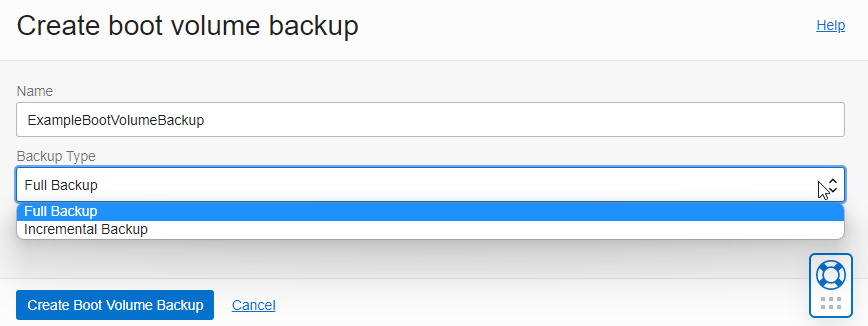 Create boot volume backup
Help
Name
ExampleBootVolumeBackup
Backup Type
Full Backup
Full Backup
Incremental Backup
Create Boot Volume Backup Cancel